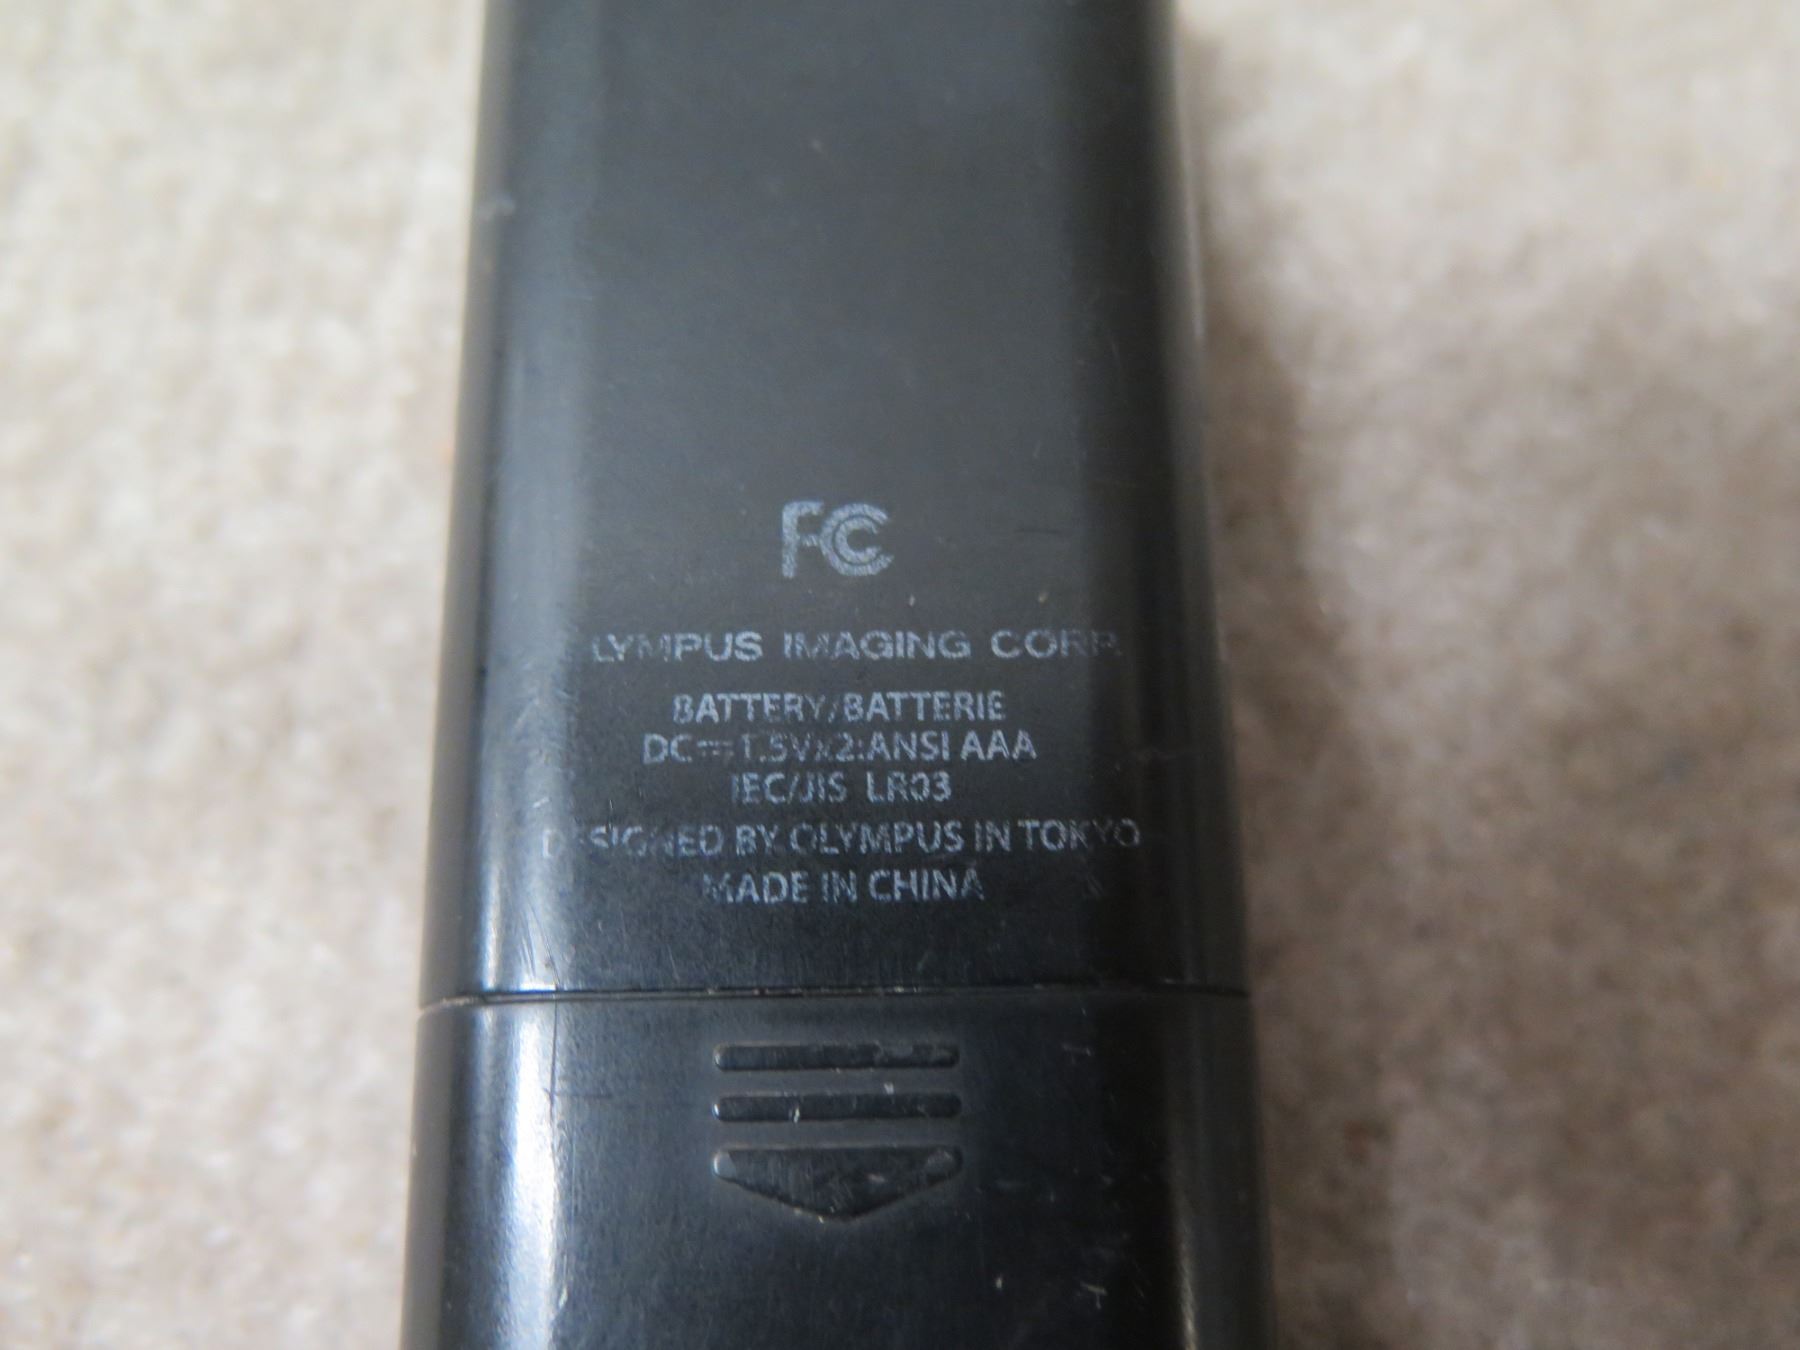 FC
LYMPUS IMAGING CORP.
BATTERY/BATTERIE
DC⎓1.5Vx2:ANSI AAA
IEC/JIS LR03
DESIGNED BY OLYMPUS IN TOKYO
MADE IN CHINA